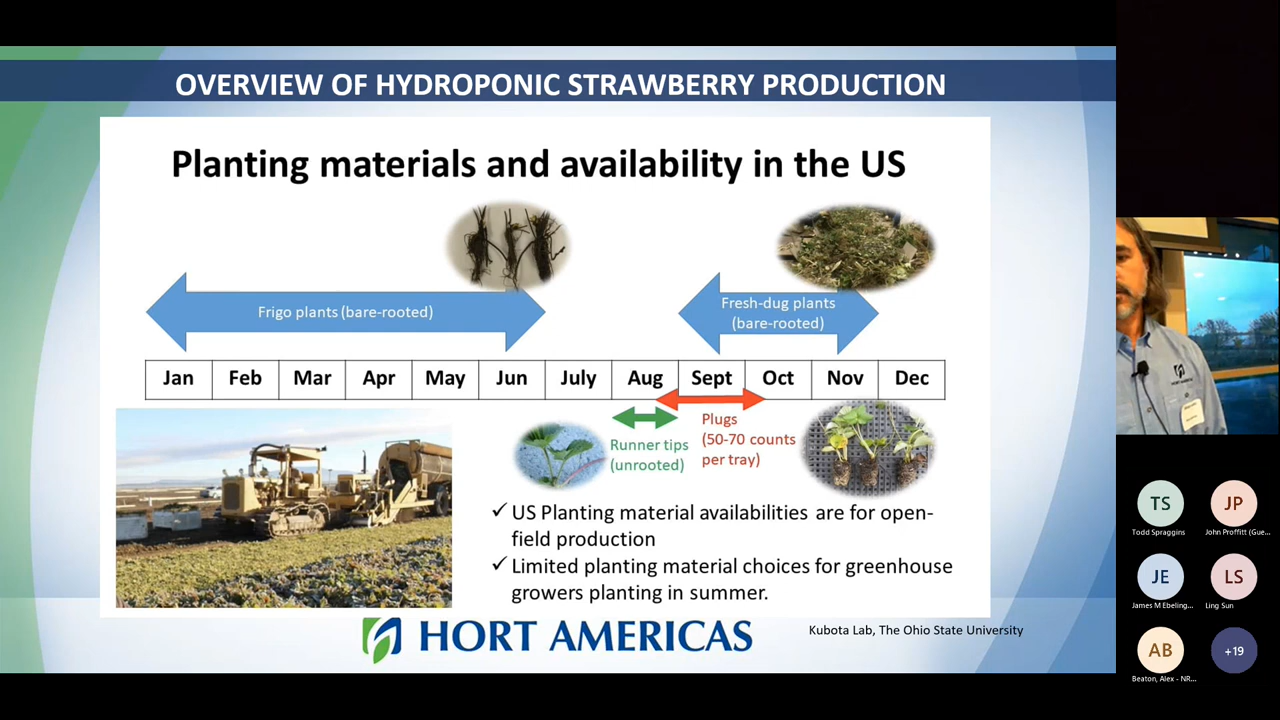 OVERVIEW OF HYDROPONIC STRAWBERRY PRODUCTION
Planting materials and availability in the US
Frigo plants (bare-rooted)
Fresh-dug plants
(bare-rooted)
Jan Feb Mar Apr May Jun July Aug Sept Oct Nov Dec
Runner tips
(unrooted)
Plugs
(50-70 counts
per tray)
✓ US Planting material availabilities are for open-
field production
✓ Limited planting material choices for greenhouse
growers planting in summer.
HORT AMERICAS
Kubota Lab, The Ohio State University
HORT AMERICAS
TS
Todd Spraggins
JP
John Proffitt (Gue...
JE
James M Ebeling...
LS
Ling Sun
AB
Beaton, Alex - NR...
+19